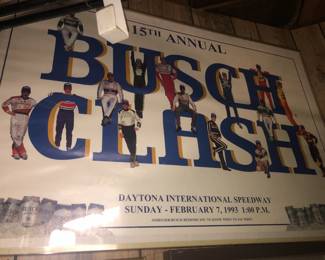 15TH ANNUAL
BUSCH
CLASH
DAYTONA INTERNATIONAL SPEEDWAY
SUNDAY - FEBRUARY 7, 1993 1:00 P.M.